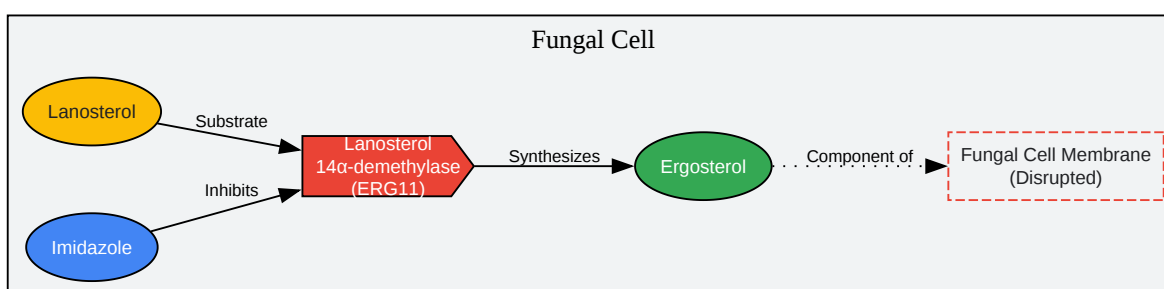 Fungal Cell
Lanosterol
Substrate
Lanosterol
14α-demethylase
(ERG11)
Inhibits
Imidazole
Synthesizes
Ergosterol
Component of
Fungal Cell Membrane
(Disrupted)